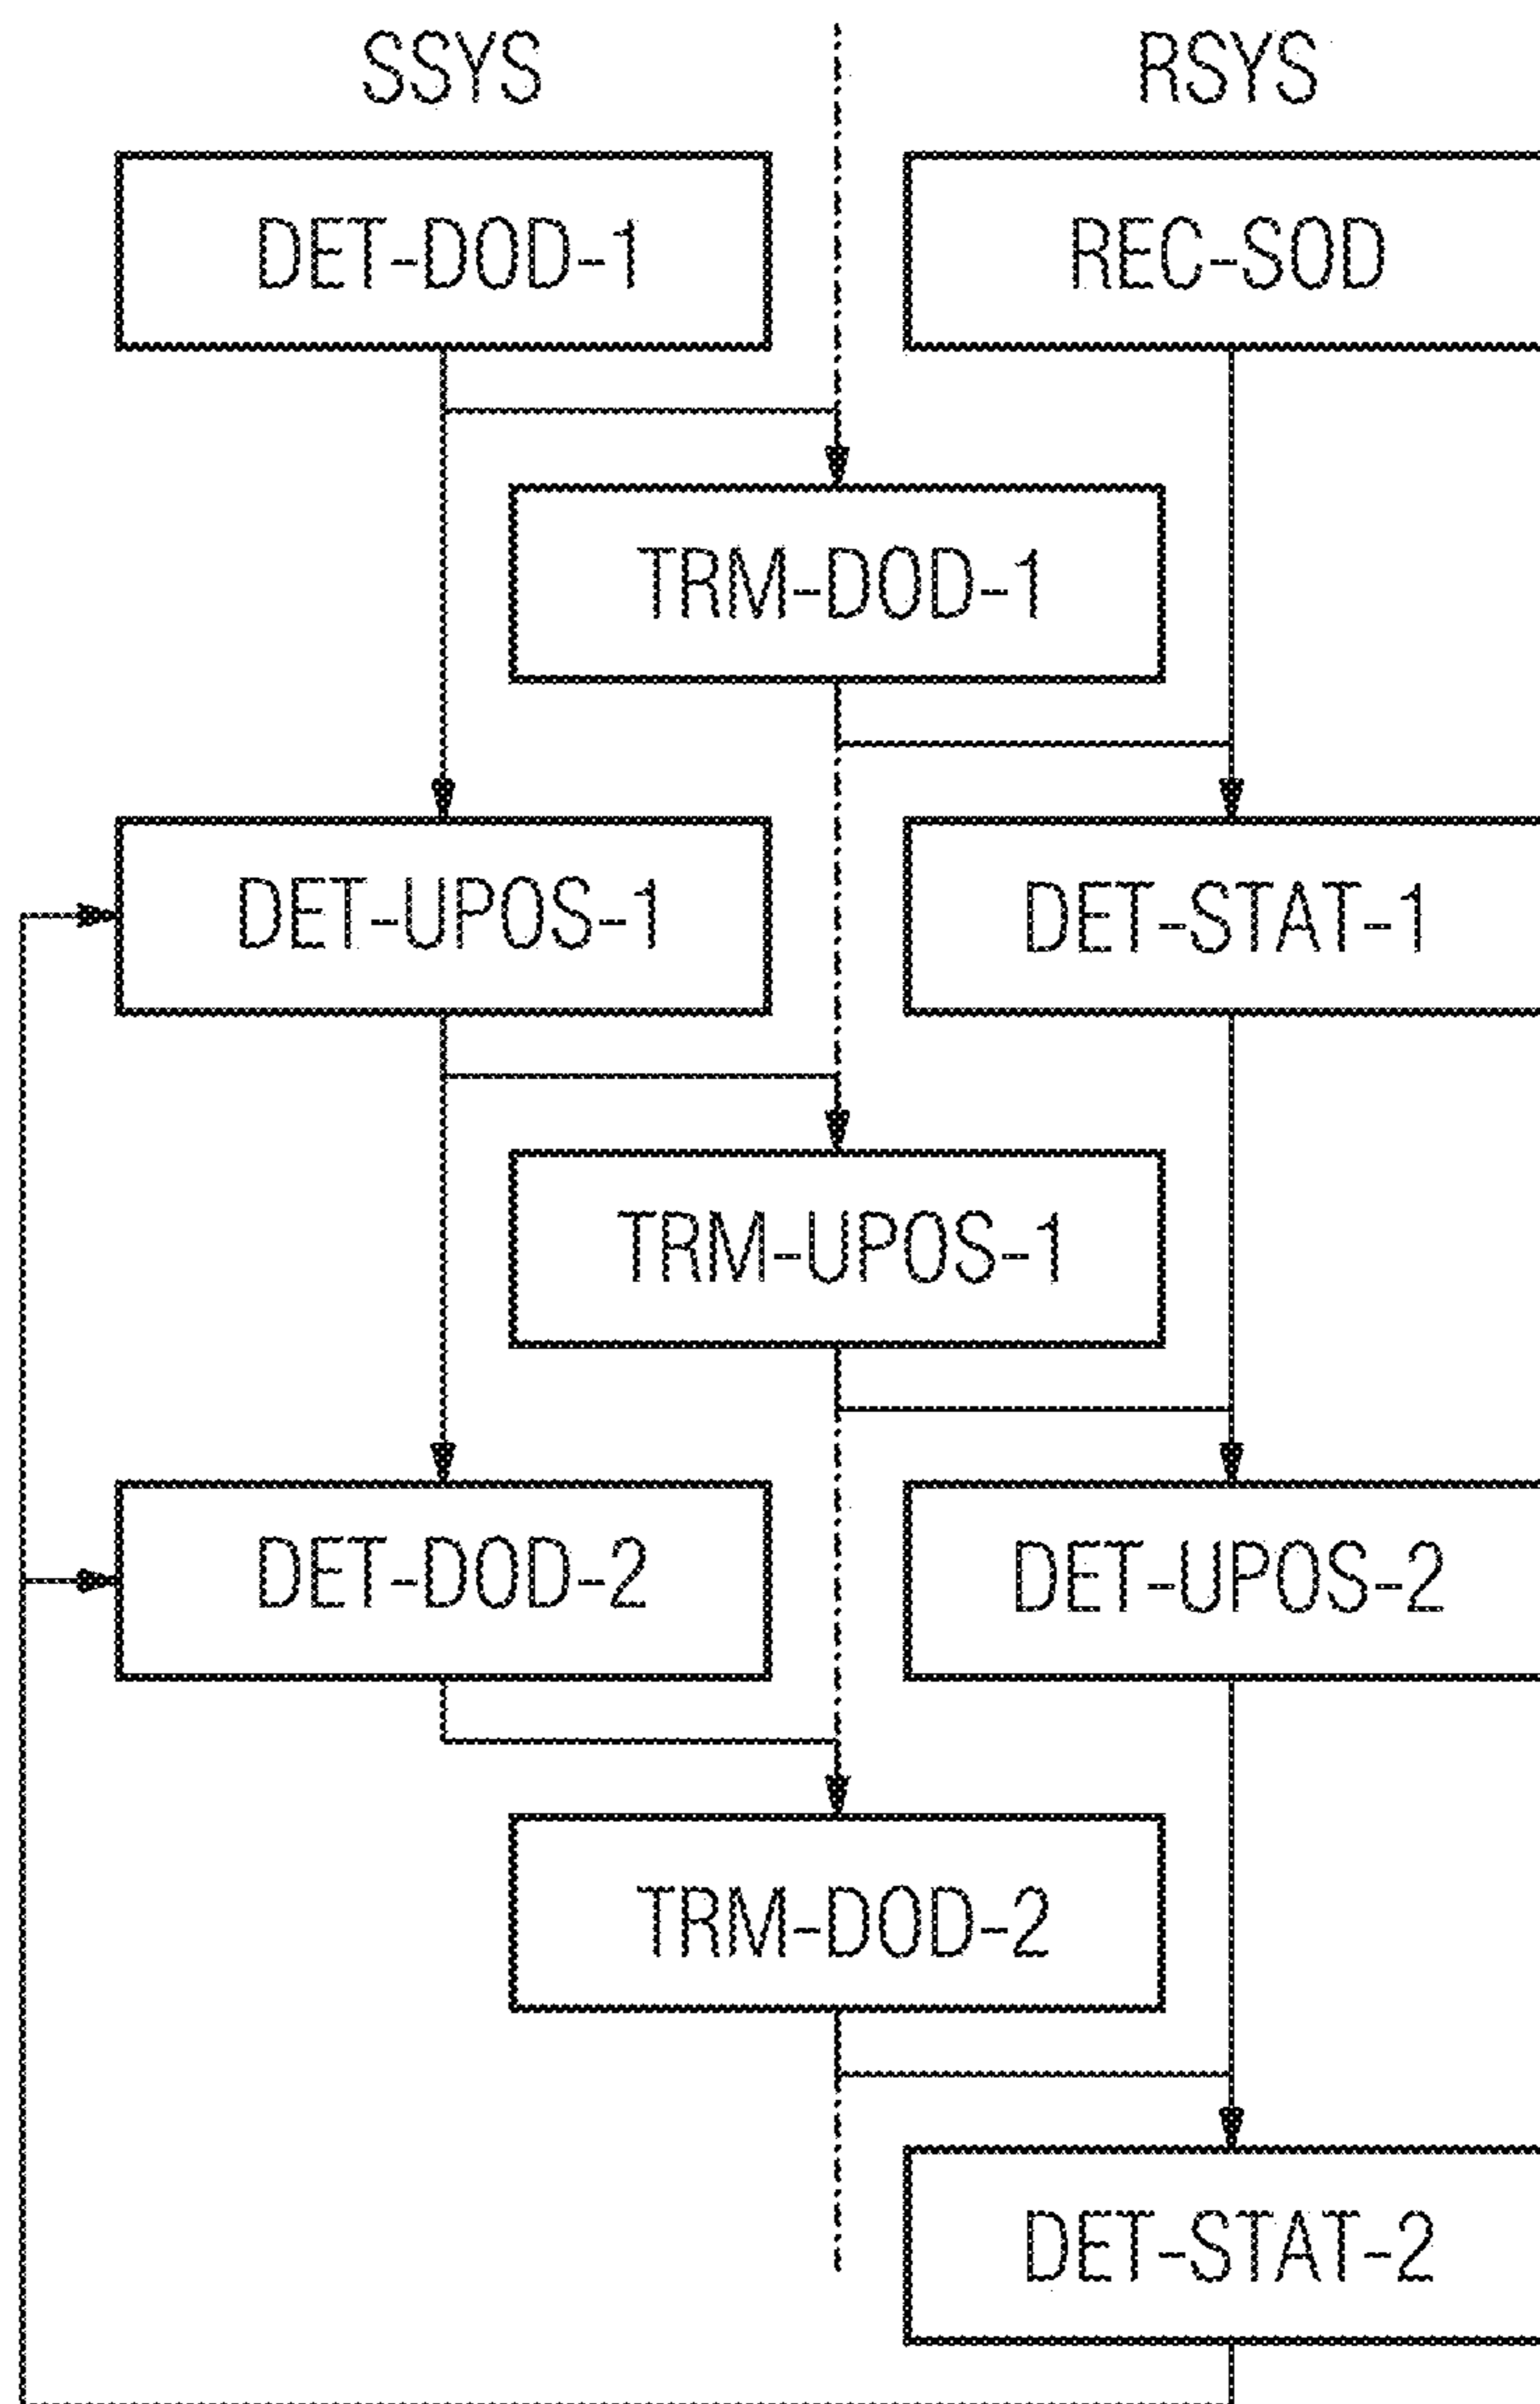 SSYS
RSYS
DET-DOD-1
REC-SOD
TRM-DOD-1
DET-UPOS-1
DET-STAT-1
TRM-UPOS-1
DET-DOD-2
DET-UPOS-2
TRM-DOD-2
DET-STAT-2